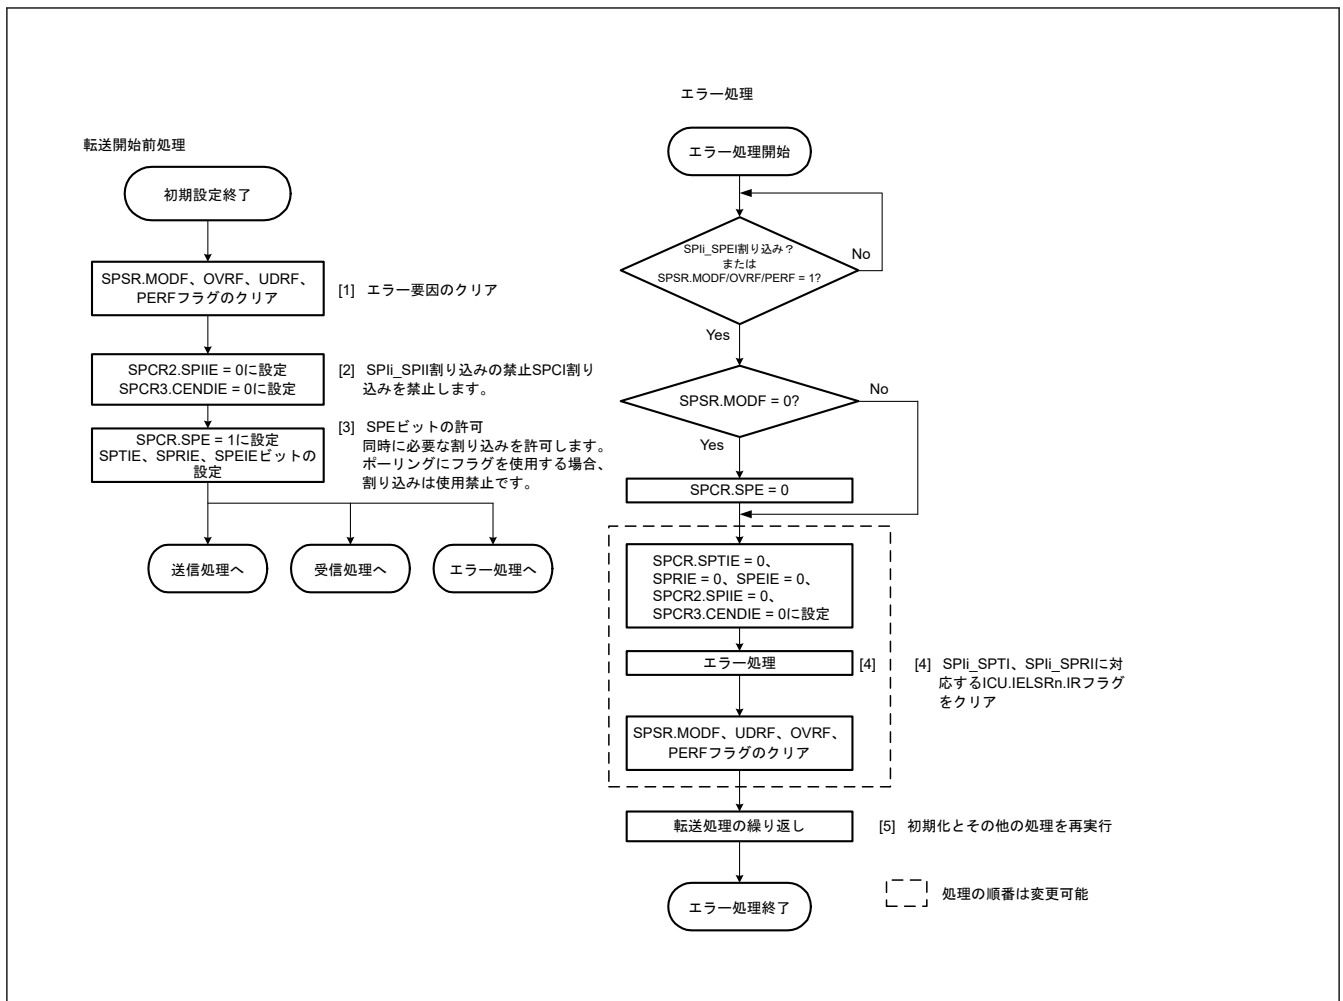 転送開始前処理
初期設定終了
SPSR.MODF、OVRF、UDRF、
PERFフラグのクリア
[1] エラー要因のクリア
SPCR2.SPIIE = 0に設定
SPCR3.CENDIE = 0に設定
[2] SPIi_SPII割り込みの禁止SPCI割り
込みを禁止します。
SPCR.SPE = 1に設定
SPTIE、SPRIE、SPEIEビットの
設定
[3] SPEビットの許可
同時に必要な割り込みを許可します。
ポーリングにフラグを使用する場合、
割り込みは使用禁止です。
送信処理へ
受信処理へ
エラー処理へ
エラー処理
エラー処理開始
SPIi_SPEI割り込み？
または
SPSR.MODF/OVRF/PERF = 1?
No
Yes
SPSR.MODF = 0?
No
Yes
SPCR.SPE = 0
SPCR.SPTIE = 0、
SPRIE = 0、SPEIE = 0、
SPCR2.SPIIE = 0、
SPCR3.CENDIE = 0に設定
エラー処理
[4]
[4] SPIi_SPTI、SPIi_SPRIに対
応するICU.IELSRn.IRフラグ
をクリア
SPSR.MODF、UDRF、OVRF、
PERFフラグのクリア
転送処理の繰り返し
[5] 初期化とその他の処理を再実行
エラー処理終了
処理の順番は変更可能